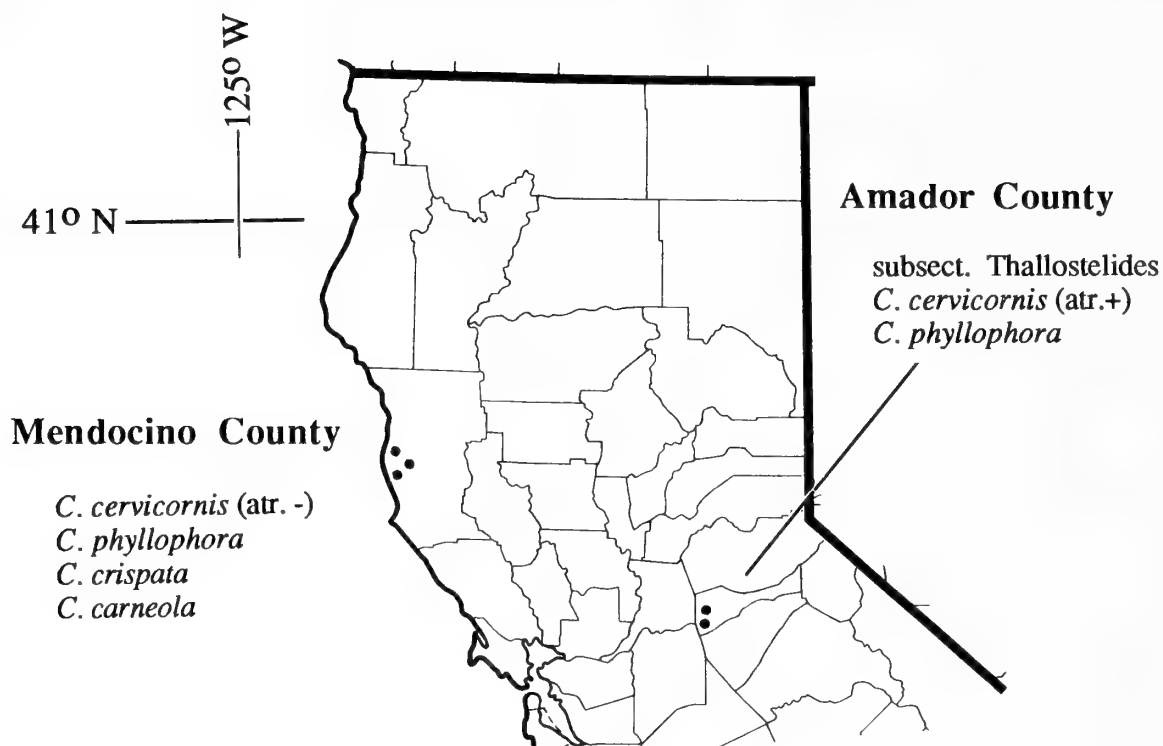 125° W
41° N
Amador County
subsect. Thallostelides
C. cervicornis (atr.+)
C. phyllophora
Mendocino County
C. cervicornis (atr. -)
C. phyllophora
C. crispata
C. carneola